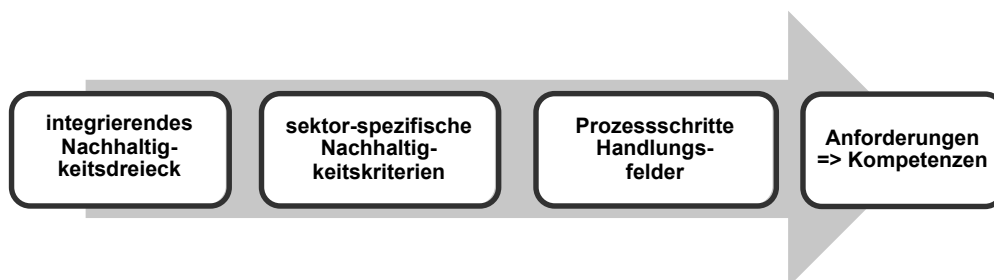 integrierendes
Nachhaltig-
keitsdreieck
sektor-spezifische
Nachhaltig-
keitskriterien
Prozessschritte
Handlungs-
felder
Anforderungen
=> Kompetenzen